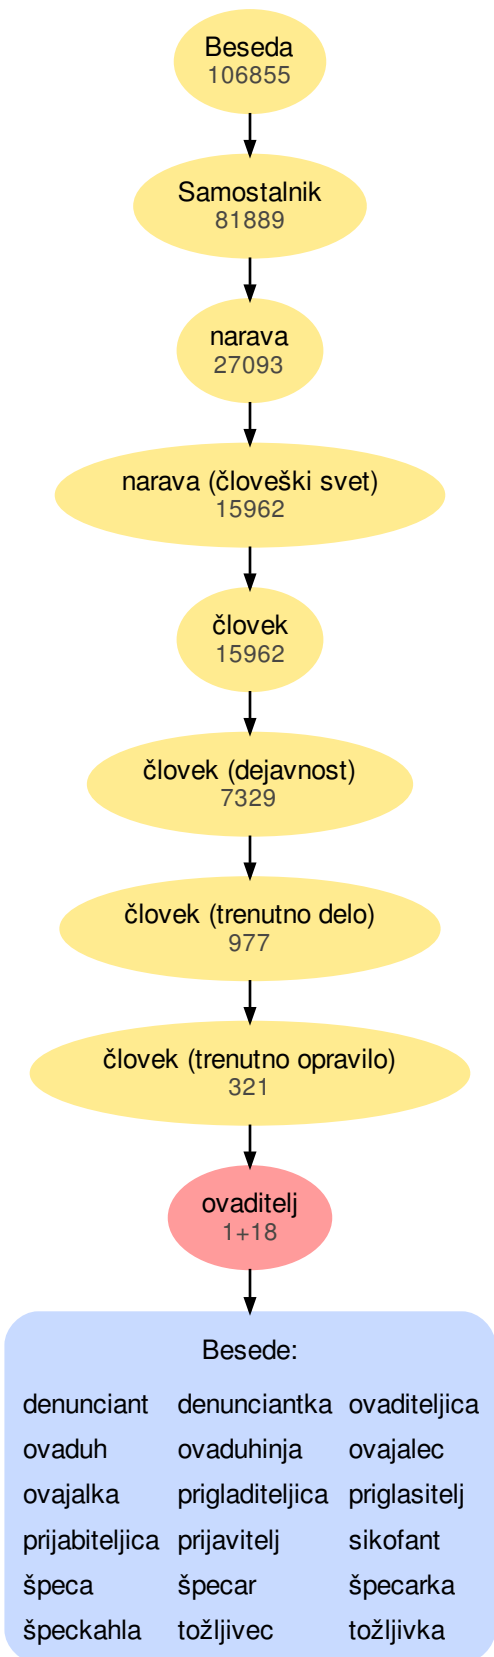 Beseda
106855
Samostalnik
81889
narava
27093
narava (človeški svet)
15962
človek
15962
človek (dejavnost)
7329
človek (trenutno delo)
977
človek (trenutno opravilo)
321
ovaditelj
1+18
Besede:
denunciant denunciantka ovaditeljica
ovaduh ovaduhinja ovajalec
ovajalka prigladiteljica priglasitelj
prijabiteljica prijavitelj sikofant
špeca špecar špecarka
špeckahla tožljivec tožljivka